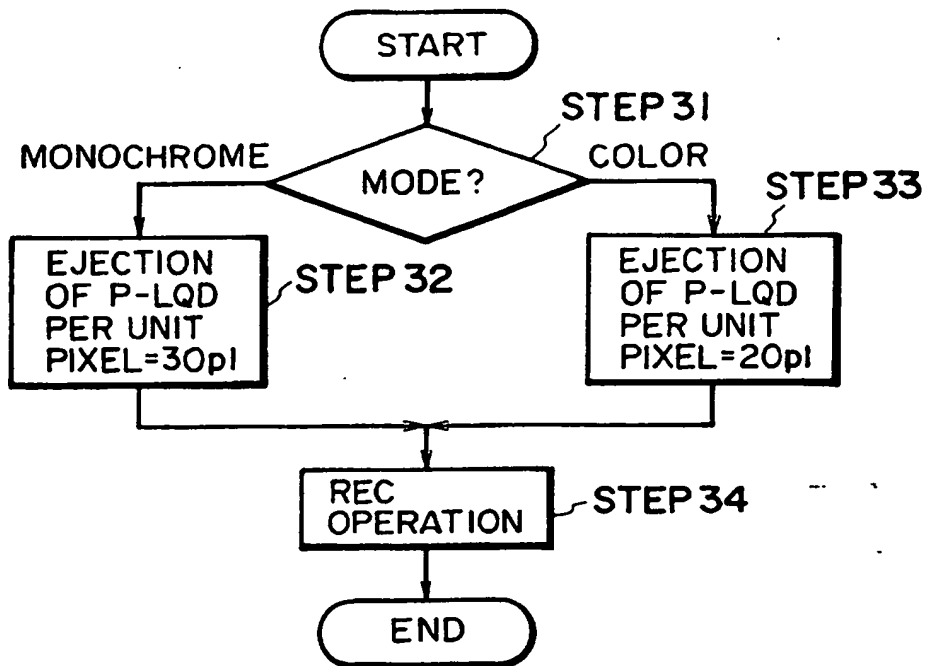 START
STEP 31
MONOCHROME
MODE?
COLOR
STEP 33
EJECTION
OF P-LQD
PER UNIT
PIXEL=30pl
STEP 32
EJECTION
OF P-LQD
PER UNIT
PIXEL=20pl
REC
OPERATION
STEP 34
END